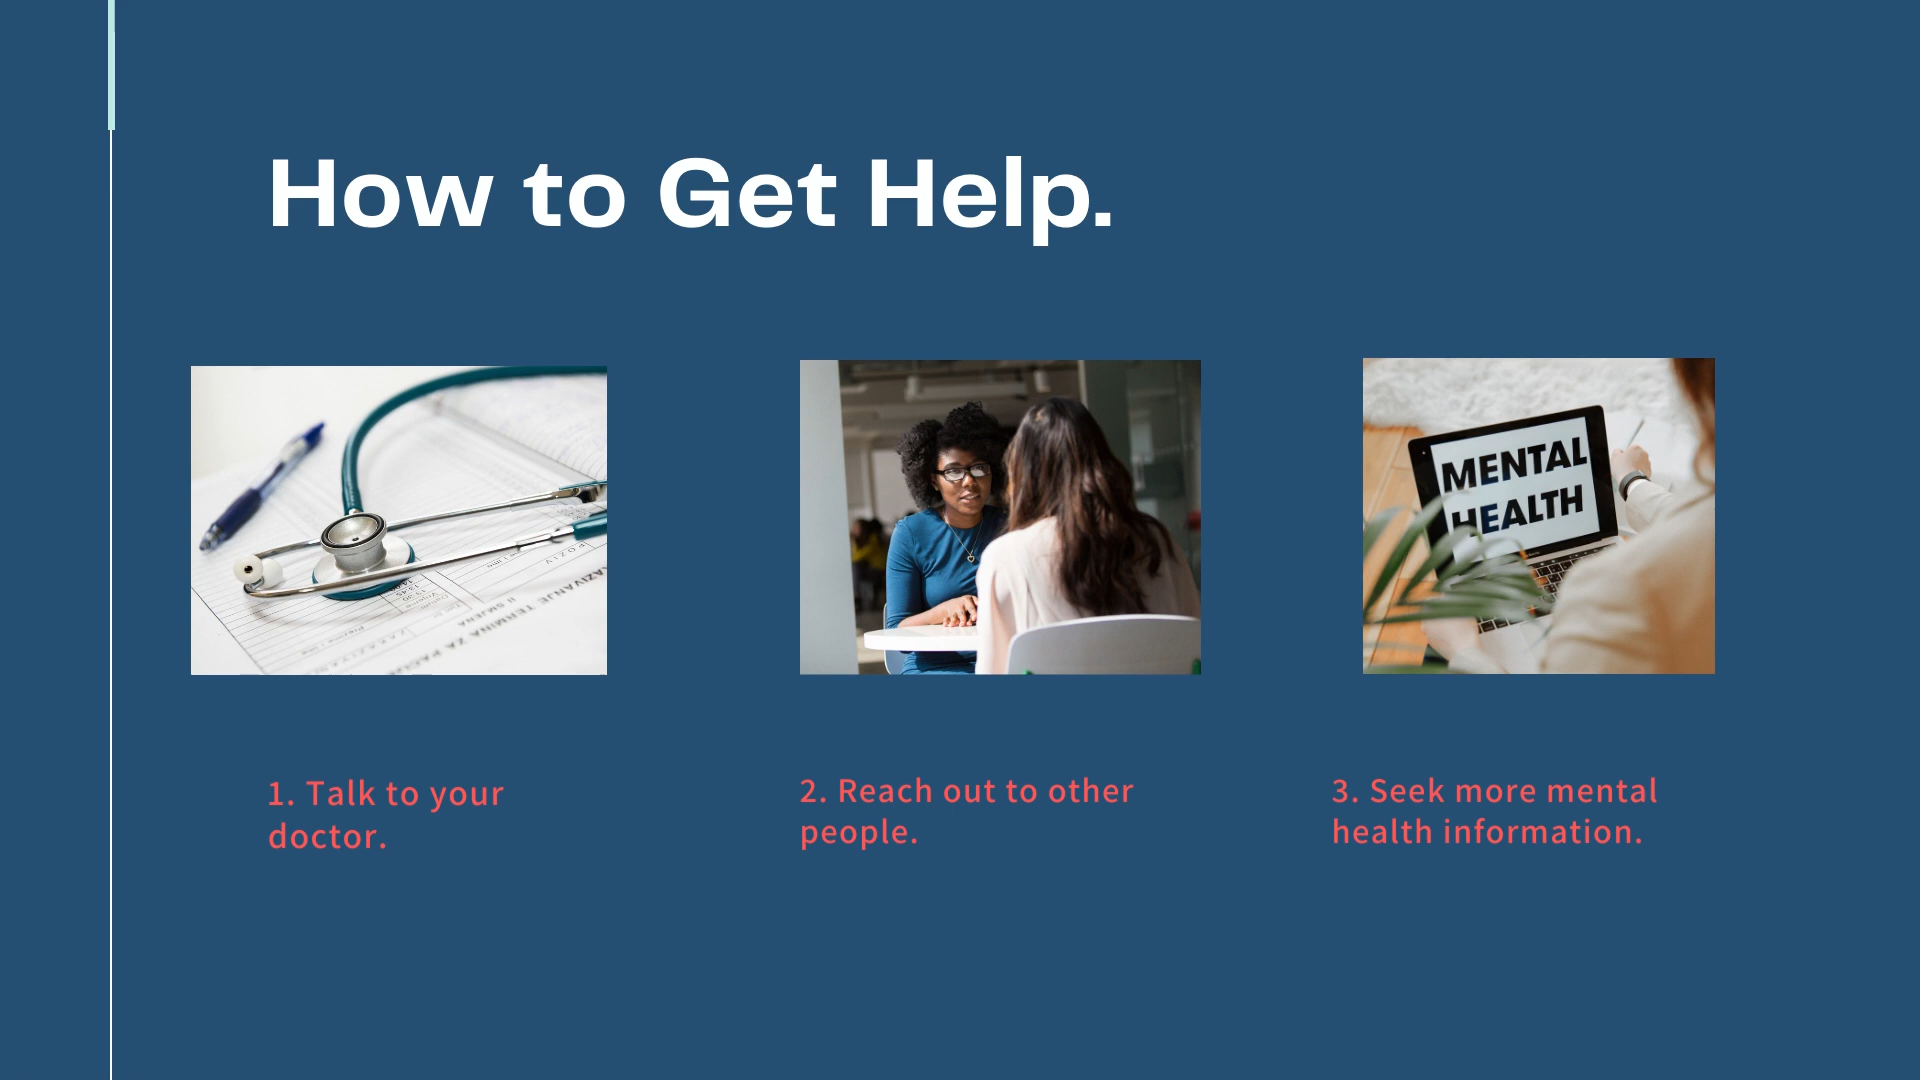 How to Get Help.
MENTAL
HEALTH
1. Talk to your
doctor.
2. Reach out to other
people.
3. Seek more mental
health information.